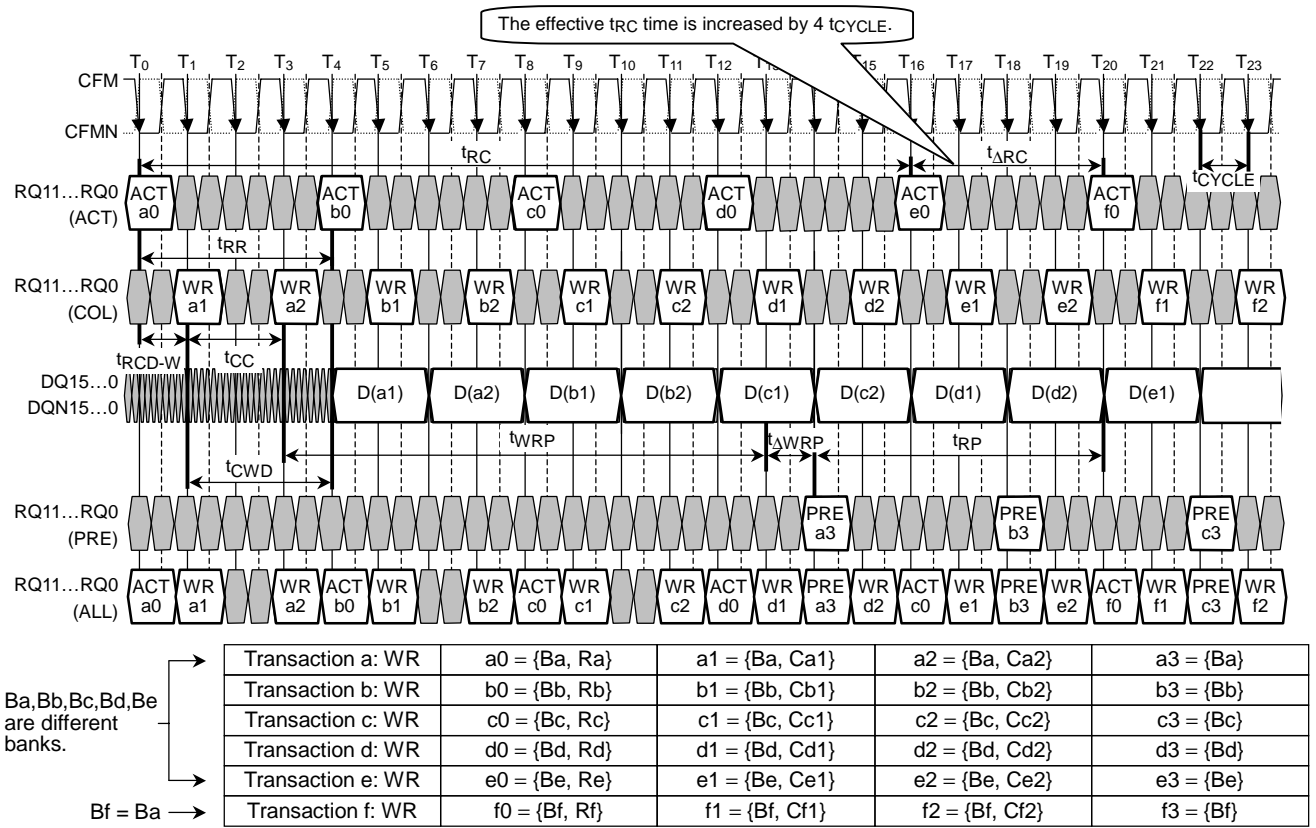 The effective tRC time is increased by 4 tCYCLE.
T0 T1 T2 T3 T4 T5 T6 T7 T8 T9 T10 T11 T12 T15 T16 T17 T18 T19 T20 T21 T22 T23
CFM
CFMN
tRC tΔRC
tCYCLE
RQ11...RQ0
(ACT)
ACT a0 ACT b0 ACT c0 ACT d0 ACT e0 ACT f0
tRR
RQ11...RQ0
(COL)
WR a1 WR a2 WR b1 WR b2 WR c1 WR c2 WR d1 WR d2 WR e1 WR e2 WR f1 WR f2
tRCD-W tCC
DQ15...0
DQN15...0
D(a1) D(a2) D(b1) D(b2) D(c1) D(c2) D(d1) D(d2) D(e1)
tWRP tΔWRP tRP
tCWD
RQ11...RQ0
(PRE)
PRE a3 PRE b3 PRE c3
RQ11...RQ0
(ALL)
ACT a0 WR a1 WR a2 ACT b0 WR b1 WR b2 ACT c0 WR c1 WR c2 ACT d0 WR d1 PRE a3 WR d2 ACT c0 WR e1 PRE b3 WR e2 ACT f0 WR f1 PRE c3 WR f2
Ba,Bb,Bc,Bd,Be
are different
banks.
Bf = Ba
Transaction a: WR a0 = {Ba, Ra} a1 = {Ba, Ca1} a2 = {Ba, Ca2} a3 = {Ba}
Transaction b: WR b0 = {Bb, Rb} b1 = {Bb, Cb1} b2 = {Bb, Cb2} b3 = {Bb}
Transaction c: WR c0 = {Bc, Rc} c1 = {Bc, Cc1} c2 = {Bc, Cc2} c3 = {Bc}
Transaction d: WR d0 = {Bd, Rd} d1 = {Bd, Cd1} d2 = {Bd, Cd2} d3 = {Bd}
Transaction e: WR e0 = {Be, Re} e1 = {Be, Ce1} e2 = {Be, Ce2} e3 = {Be}
Transaction f: WR f0 = {Bf, Rf} f1 = {Bf, Cf1} f2 = {Bf, Cf2} f3 = {Bf}